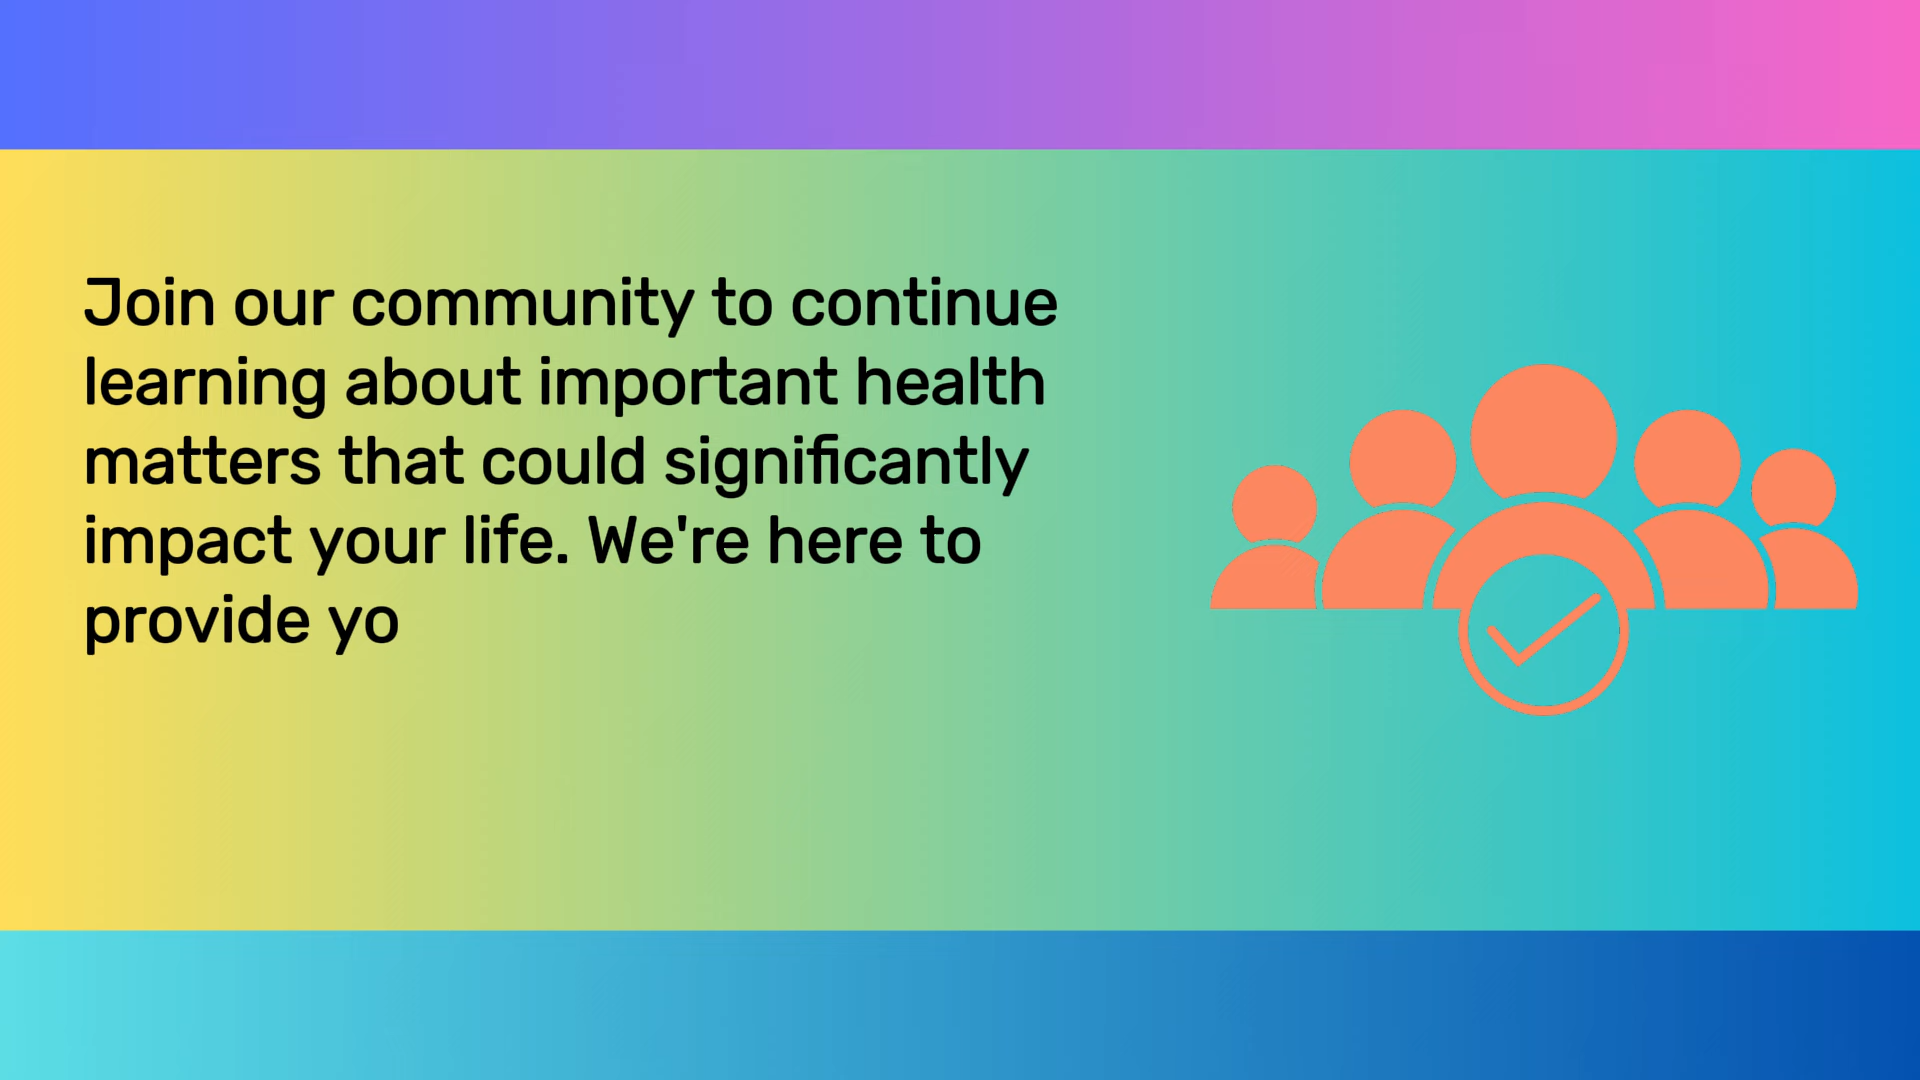 Join our community to continue
learning about important health
matters that could significantly
impact your life. We're here to
provide yo